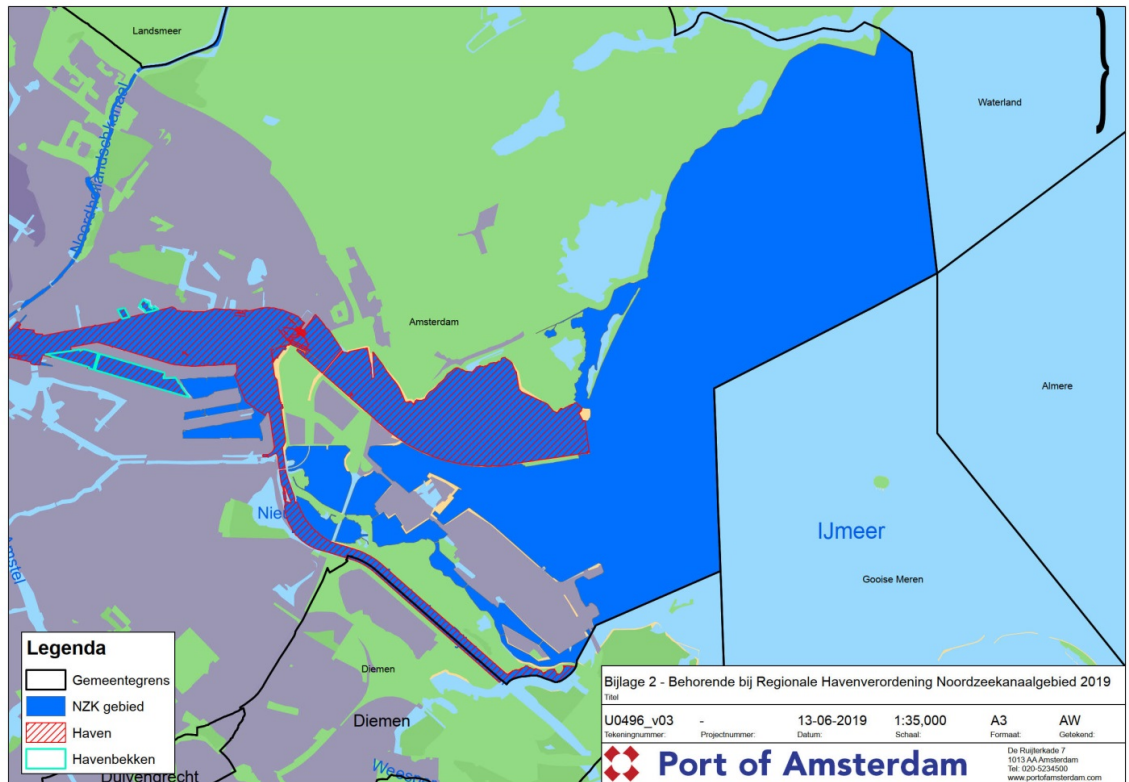 Landsmeer
Noordhollandschkanaal
Waterland
Amsterdam
Almere
IJmeer
Gooise Meren
Diemen
Diemen
Duivendrecht
Legenda
Gemeentegrens
NZK gebied
Haven
Havenbekken
Bijlage 2 - Behorende bij Regionale Havenverordening Noordzeekanaalgebied 2019
Titel
U0496_v03 - 13-06-2019 1:35,000 A3 AW
Tekeningnummer: Projectnummer: Datum: Schaal: Formaat: Getekend:
Port of Amsterdam
De Ruijterkade 7
1013 AA Amsterdam
Tel: 020-5234500
www.portofamsterdam.com